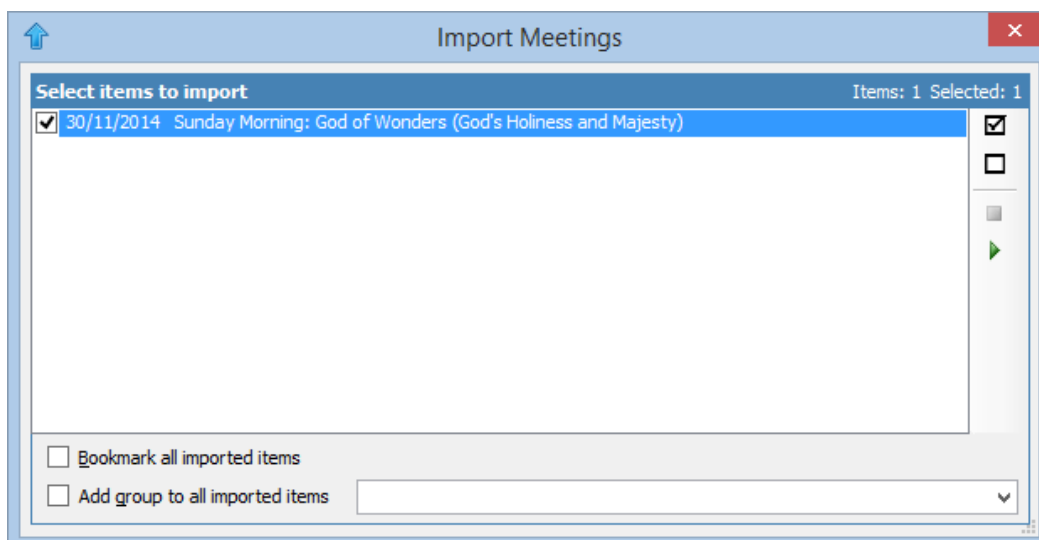 Import Meetings
Select items to import Items: 1 Selected: 1
30/11/2014 Sunday Morning: God of Wonders (God's Holiness and Majesty)
Bookmark all imported items
Add group to all imported items